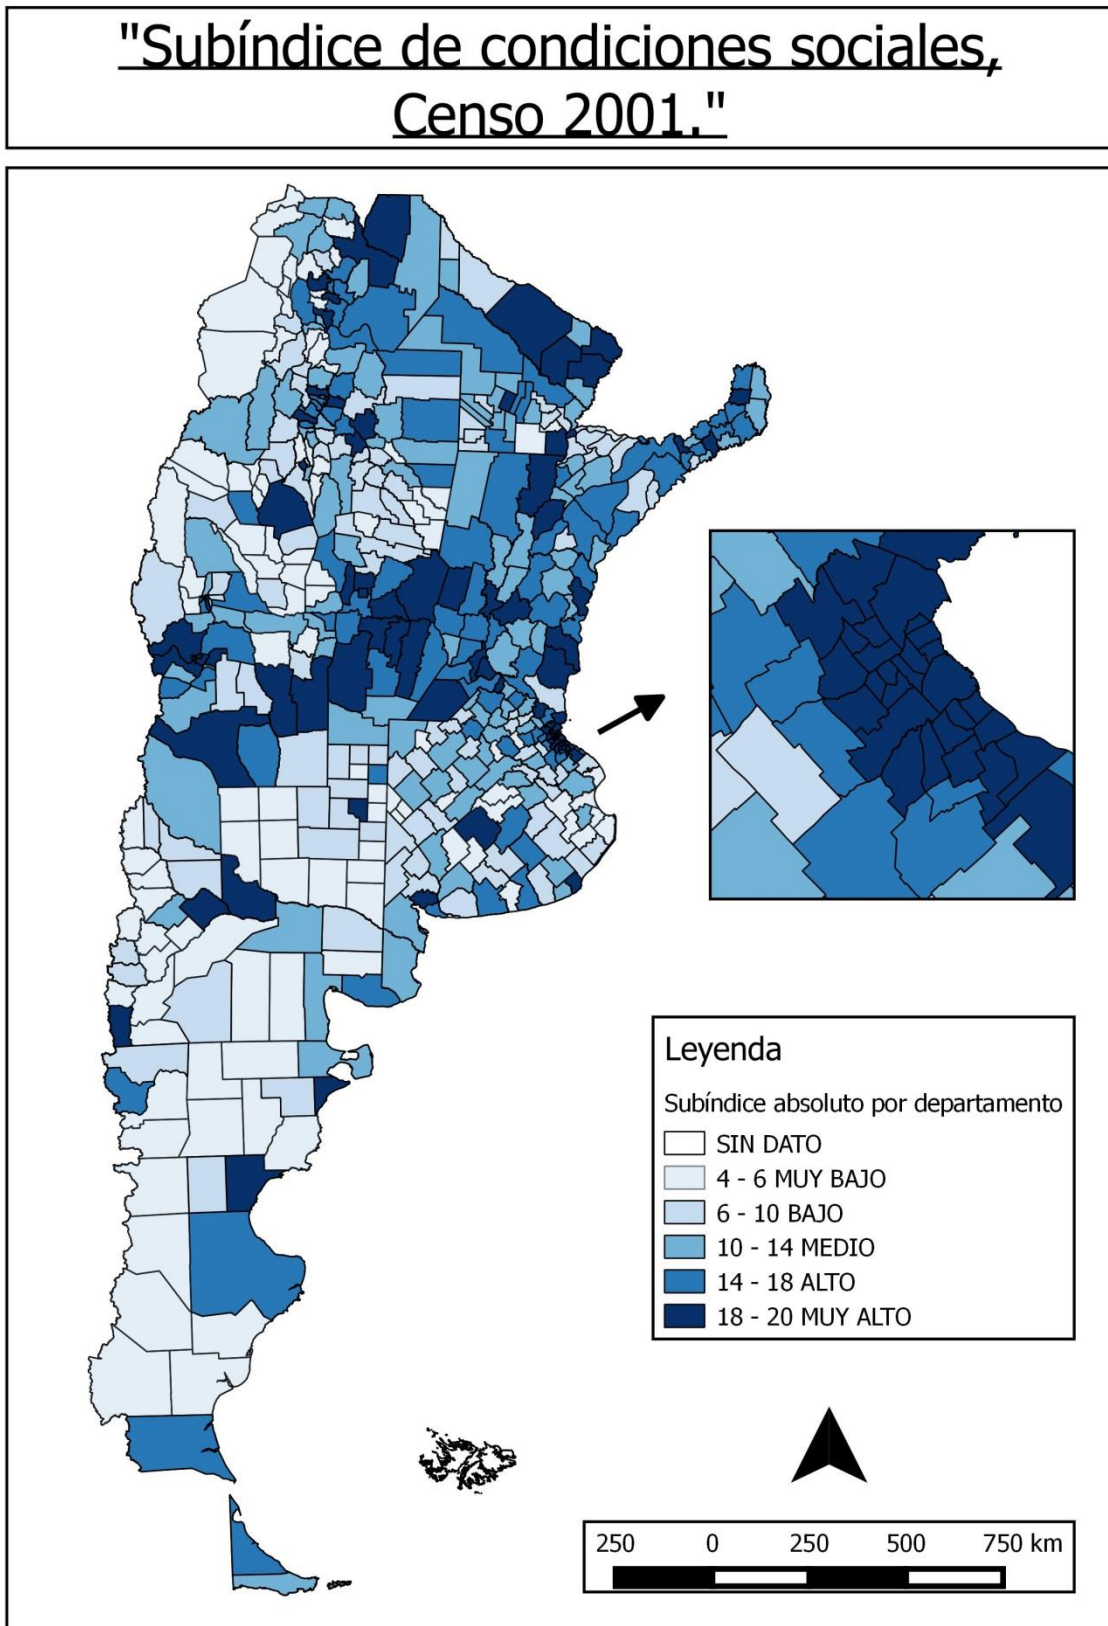 "Subíndice de condiciones sociales,
Censo 2001."
Leyenda
Subíndice absoluto por departamento
SIN DATO
4 - 6 MUY BAJO
6 - 10 BAJO
10 - 14 MEDIO
14 - 18 ALTO
18 - 20 MUY ALTO
250 0 250 500 750 km